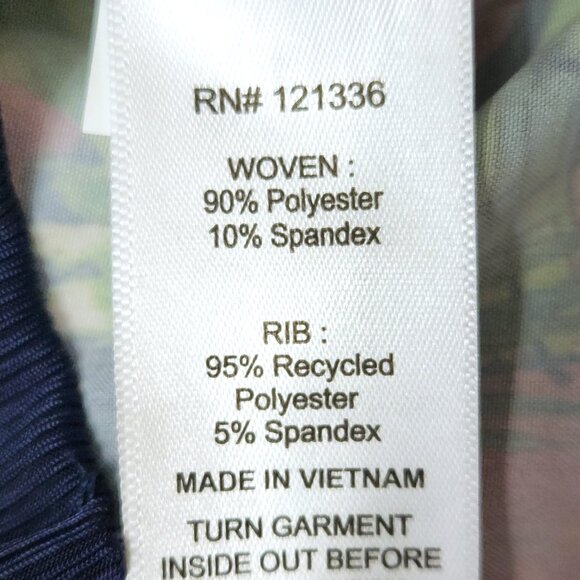 RN# 121336
WOVEN :
90% Polyester
10% Spandex
RIB :
95% Recycled
Polyester
5% Spandex
MADE IN VIETNAM
TURN GARMENT
INSIDE OUT BEFORE